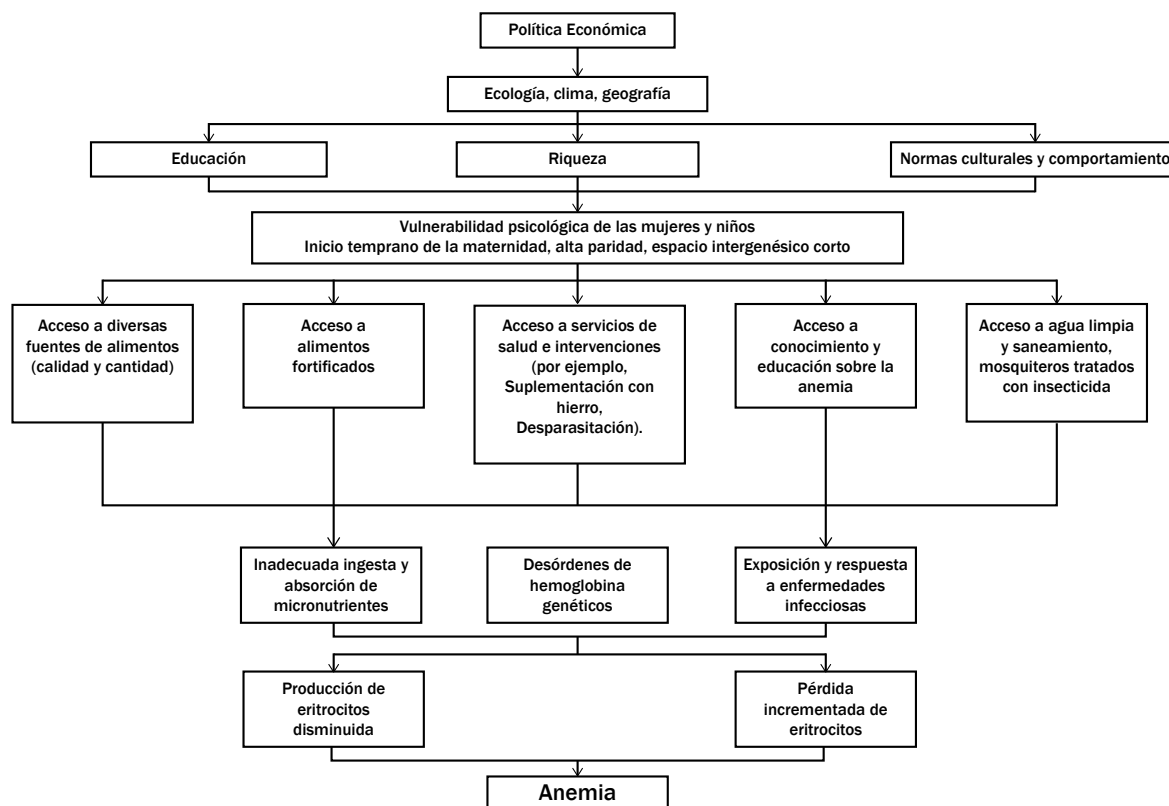 Política Económica
Ecología, clima, geografía
Educación
Riqueza
Normas culturales y comportamiento
Vulnerabilidad psicológica de las mujeres y niños
Inicio temprano de la maternidad, alta paridad, espacio intergenésico corto
Acceso a diversas
fuentes de alimentos
(calidad y cantidad)
Acceso a
alimentos
fortificados
Acceso a servicios de
salud e intervenciones
(por ejemplo,
Suplementación con
hierro,
Desparasitación).
Acceso a
conocimiento y
educación sobre la
anemia
Acceso a agua limpia
y saneamiento,
mosquiteros tratados
con insecticida
Inadecuada ingesta y
absorción de
micronutrientes
Desórdenes de
hemoglobina
genéticos
Exposición y respuesta
a enfermedades
infecciosas
Producción de
eritrocitos
disminuida
Pérdida
incrementada de
eritrocitos
Anemia